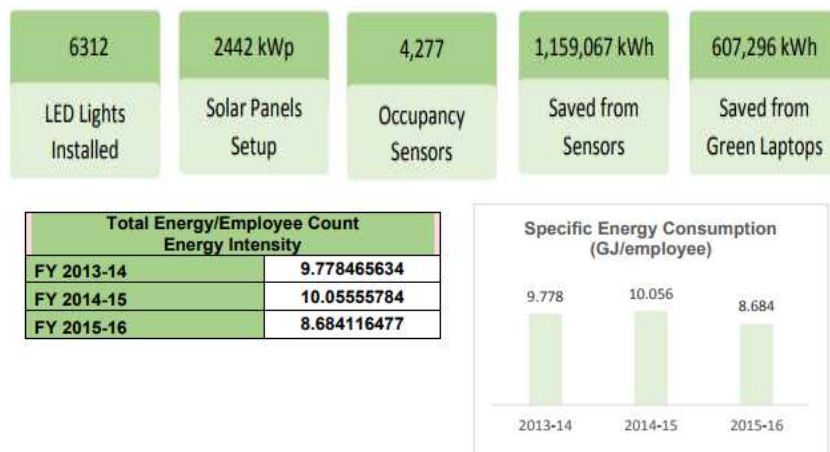 6312
LED Lights
Installed
2442 kWp
Solar Panels
Setup
4,277
Occupancy
Sensors
1,159,067 kWh
Saved from
Sensors
607,296 kWh
Saved from
Green Laptops
Total Energy/Employee Count
Energy Intensity
FY 2013-14 9.778465634
FY 2014-15 10.05555784
FY 2015-16 8.684116477
Specific Energy Consumption
(GJ/employee)
9.778 10.056 8.684
2013-14 2014-15 2015-16